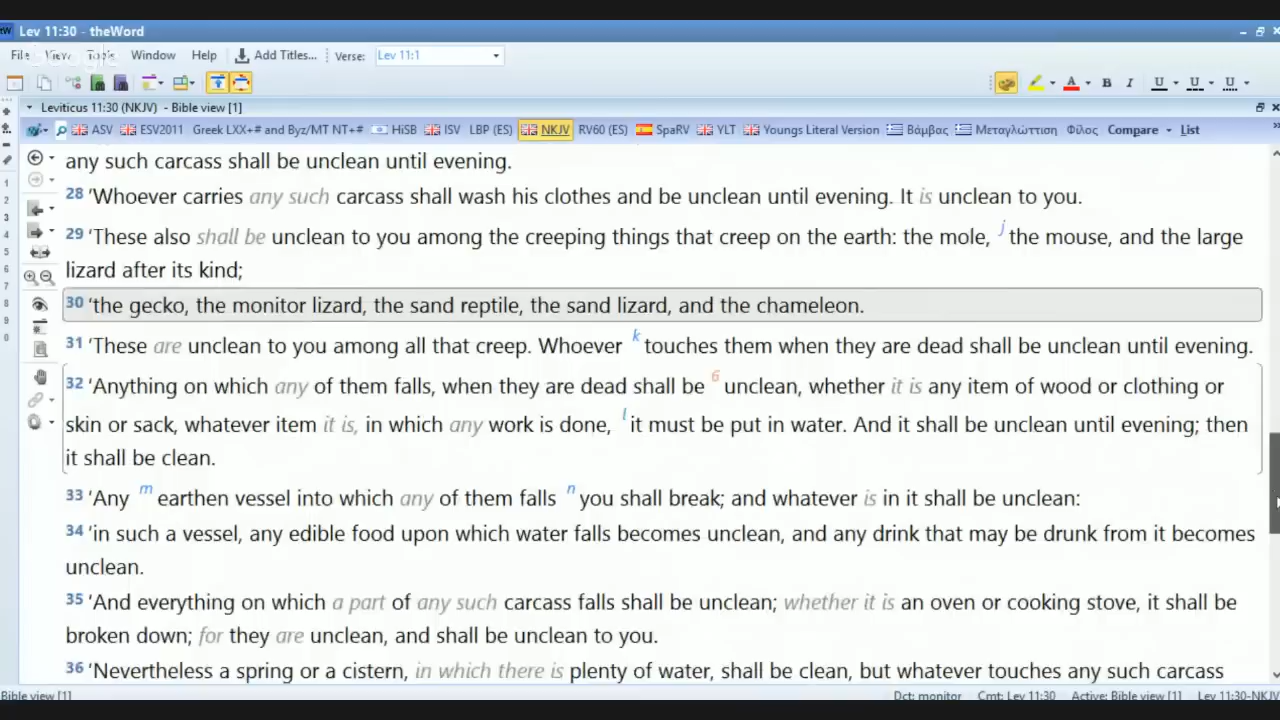 Lev 11:30 - theWord
File View Tools Window Help Add Titles... Verse: Lev 11:1
Leviticus 11:30 (NKJV) - Bible view [1]
ASV ESV2011 Greek LXX+# and Byz/MT NT+# HiSB ISV LBP (ES) NKJV RV60 (ES) SpaRV YLT Youngs Literal Version Βάμβας Μεταγλώττιση Φίλος Compare List
any such carcass shall be unclean until evening.
28 'Whoever carries any such carcass shall wash his clothes and be unclean until evening. It is unclean to you.
29 'These also shall be unclean to you among the creeping things that creep on the earth: the mole, j the mouse, and the large
lizard after its kind;
30 'the gecko, the monitor lizard, the sand reptile, the sand lizard, and the chameleon.
31 'These are unclean to you among all that creep. Whoever k touches them when they are dead shall be unclean until evening.
32 'Anything on which any of them falls, when they are dead shall be 6 unclean, whether it is any item of wood or clothing or
skin or sack, whatever item it is, in which any work is done, l it must be put in water. And it shall be unclean until evening; then
it shall be clean.
33 'Any m earthen vessel into which any of them falls n you shall break; and whatever is in it shall be unclean:
34 'in such a vessel, any edible food upon which water falls becomes unclean, and any drink that may be drunk from it becomes
unclean.
35 'And everything on which a part of any such carcass falls shall be unclean; whether it is an oven or cooking stove, it shall be
broken down; for they are unclean, and shall be unclean to you.
36 'Nevertheless a spring or a cistern, in which there is plenty of water, shall be clean, but whatever touches any such carcass
Bible view [1] Dct: monitor Cmt: Lev 11:30 Active: Bible view [1] Lev 11:30-NKJV